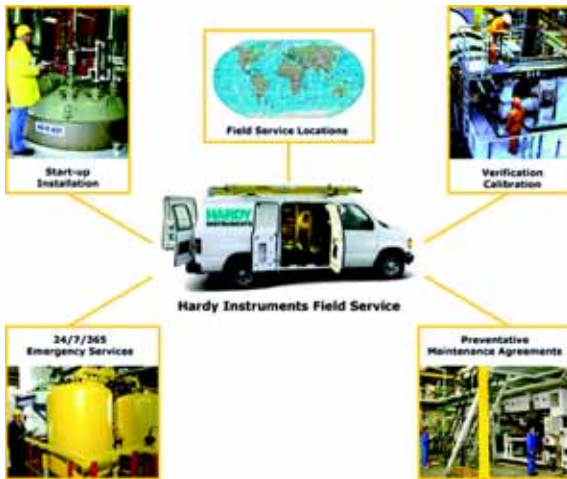 Field Service Locations
Start-up
Installation
Verification
Calibration
HARDY
INSTRUMENTS
Hardy Instruments Field Service
24/7/365
Emergency Services
Preventative
Maintenance Agreements